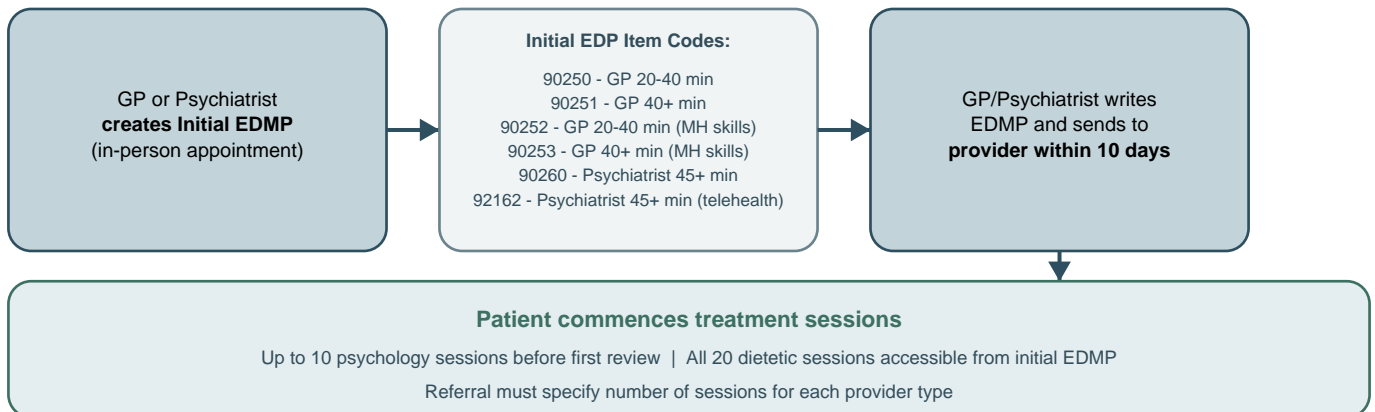 GP or Psychiatrist
creates Initial EDMP
(in-person appointment)
Initial EDP Item Codes:
90250 - GP 20-40 min
90251 - GP 40+ min
90252 - GP 20-40 min (MH skills)
90253 - GP 40+ min (MH skills)
90260 - Psychiatrist 45+ min
92162 - Psychiatrist 45+ min (telehealth)
GP/Psychiatrist writes
EDMP and sends to
provider within 10 days
Patient commences treatment sessions
Up to 10 psychology sessions before first review | All 20 dietetic sessions accessible from initial EDMP
Referral must specify number of sessions for each provider type